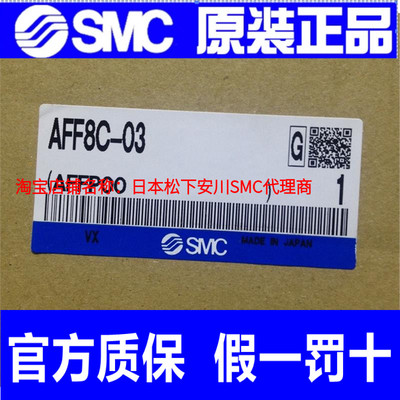 SMC 原装正品
AFF8C-03
G
淘宝店铺名称：日本松下安川SMC代理商
1
VX
SMC
MADE IN JAPAN
官方质保 假一罚十